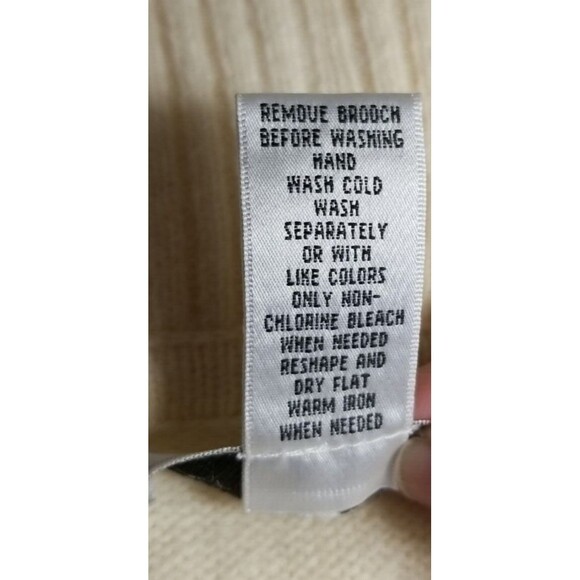 REMOVE BROOCH
BEFORE WASHING
HAND
WASH COLD
WASH
SEPARATELY
OR WITH
LIKE COLORS
ONLY NON-
CHLORINE BLEACH
WHEN NEEDED
RESHAPE AND
DRY FLAT
WARM IRON
WHEN NEEDED